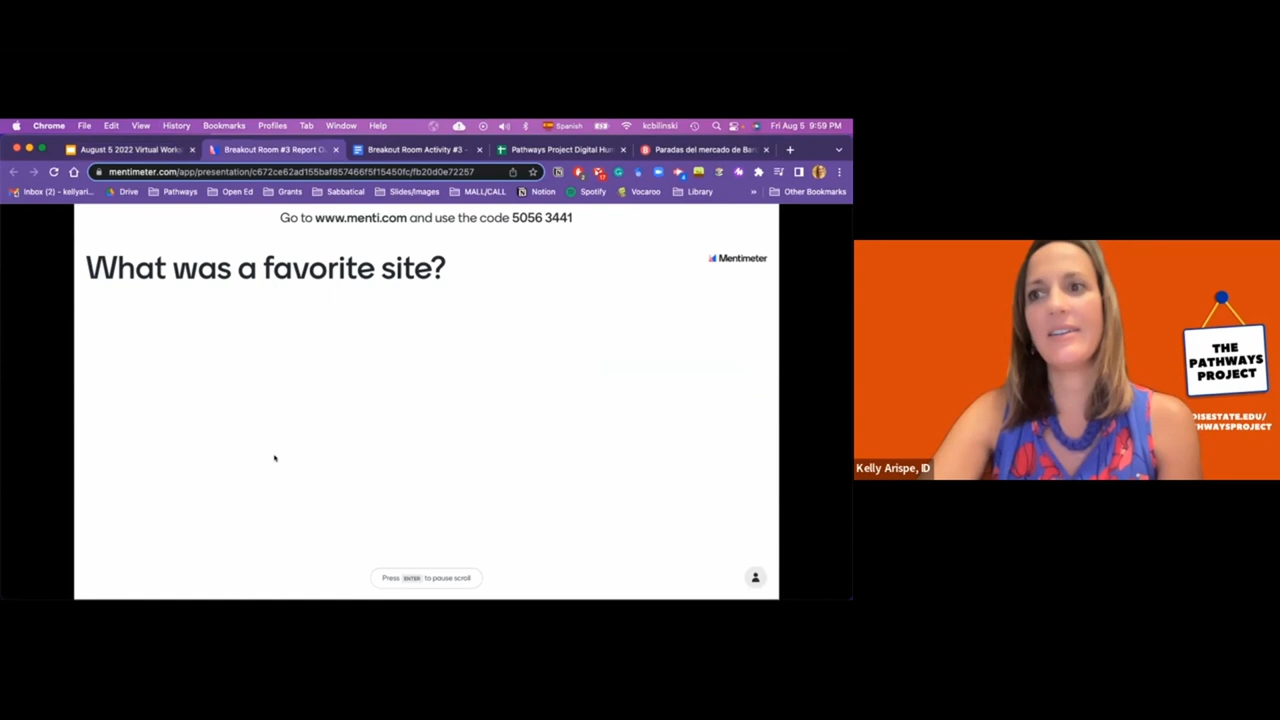 Chrome File Edit View History Bookmarks Profiles Tab Window Help Spanish kcbilinski Fri Aug 5 9:59 PM
August 5 2022 Virtual Works Breakout Room #3 Report O Breakout Room Activity #3 - Pathways Project Digital Hum Paradas del mercado de Bar
mentimeter.com/app/presentation/c672ce62ad155baf857466f5f15450fc/fb20d0e72257
Inbox (kellyari... Drive Pathways Open Ed Grants Sabbatical Slides/Images MALL/CALL Notion Spotify Vocaroo Library » Other Bookmarks
Go to www.menti.com and use the code 5056 3441
What was a favorite site?
Mentimeter
Press ENTER to pause scroll
THE
PATHWAYS
PROJECT
OISESTATE.EDU/
THWAYSPROJECT
Kelly Arispe, ID